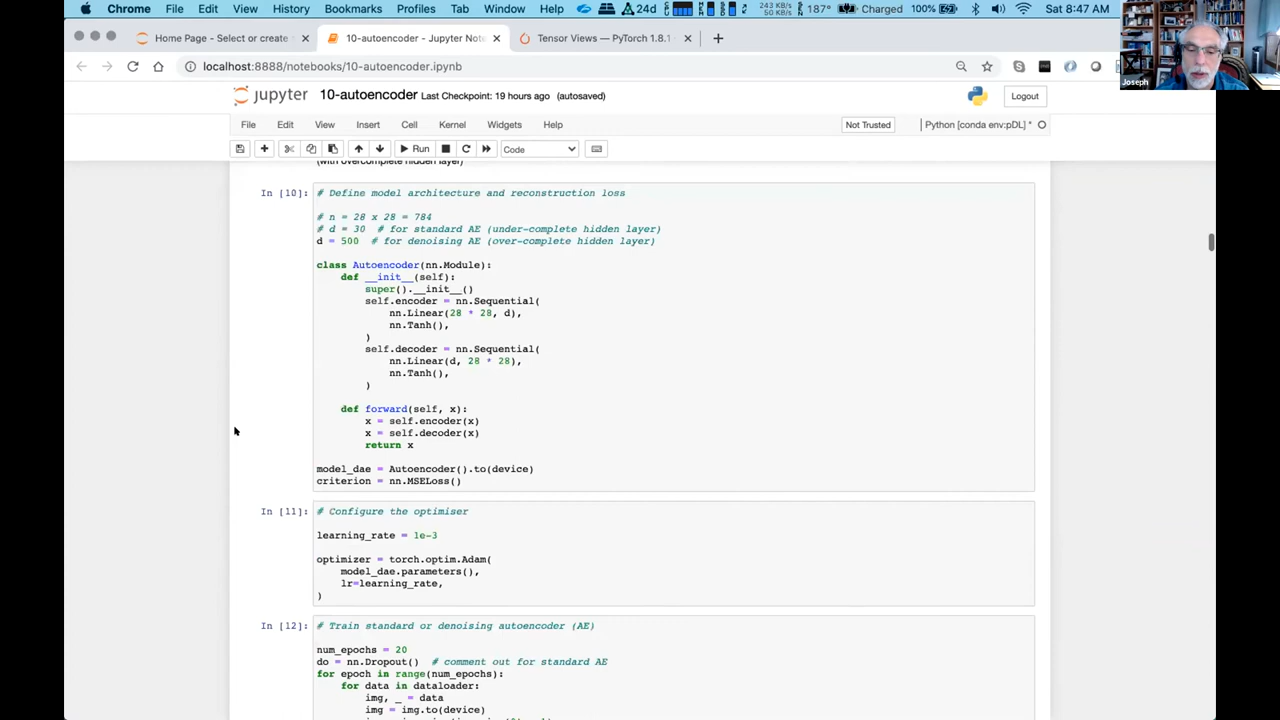 Chrome File Edit View History Bookmarks Profiles Tab Window Help 24d 243 KB/s 50 KB/s 187° Charged 100% Sat 8:47 AM
Home Page - Select or create
10-autoencoder - Jupyter Not
Tensor Views — PyTorch 1.8.1
localhost:8888/notebooks/10-autoencoder.ipynb
Joseph
jupyter 10-autoencoder Last Checkpoint: 19 hours ago (autosaved)
Logout
File Edit View Insert Cell Kernel Widgets Help
Not Trusted
Python [conda env:pDL] *
Run
Code
(with overcomplete hidden layer)
In [10]:
# Define model architecture and reconstruction loss
# n = 28 x 28 = 784
# d = 30 # for standard AE (under-complete hidden layer)
d = 500 # for denoising AE (over-complete hidden layer)
class Autoencoder(nn.Module):
def __init__(self):
super().__init__()
self.encoder = nn.Sequential(
nn.Linear(28 * 28, d),
nn.Tanh(),
)
self.decoder = nn.Sequential(
nn.Linear(d, 28 * 28),
nn.Tanh(),
)
def forward(self, x):
x = self.encoder(x)
x = self.decoder(x)
return x
model_dae = Autoencoder().to(device)
criterion = nn.MSELoss()
In [11]:
# Configure the optimiser
learning_rate = 1e-3
optimizer = torch.optim.Adam(
model_dae.parameters(),
lr=learning_rate,
)
In [12]:
# Train standard or denoising autoencoder (AE)
num_epochs = 20
do = nn.Dropout() # comment out for standard AE
for epoch in range(num_epochs):
for data in dataloader:
img, _ = data
img = img.to(device)